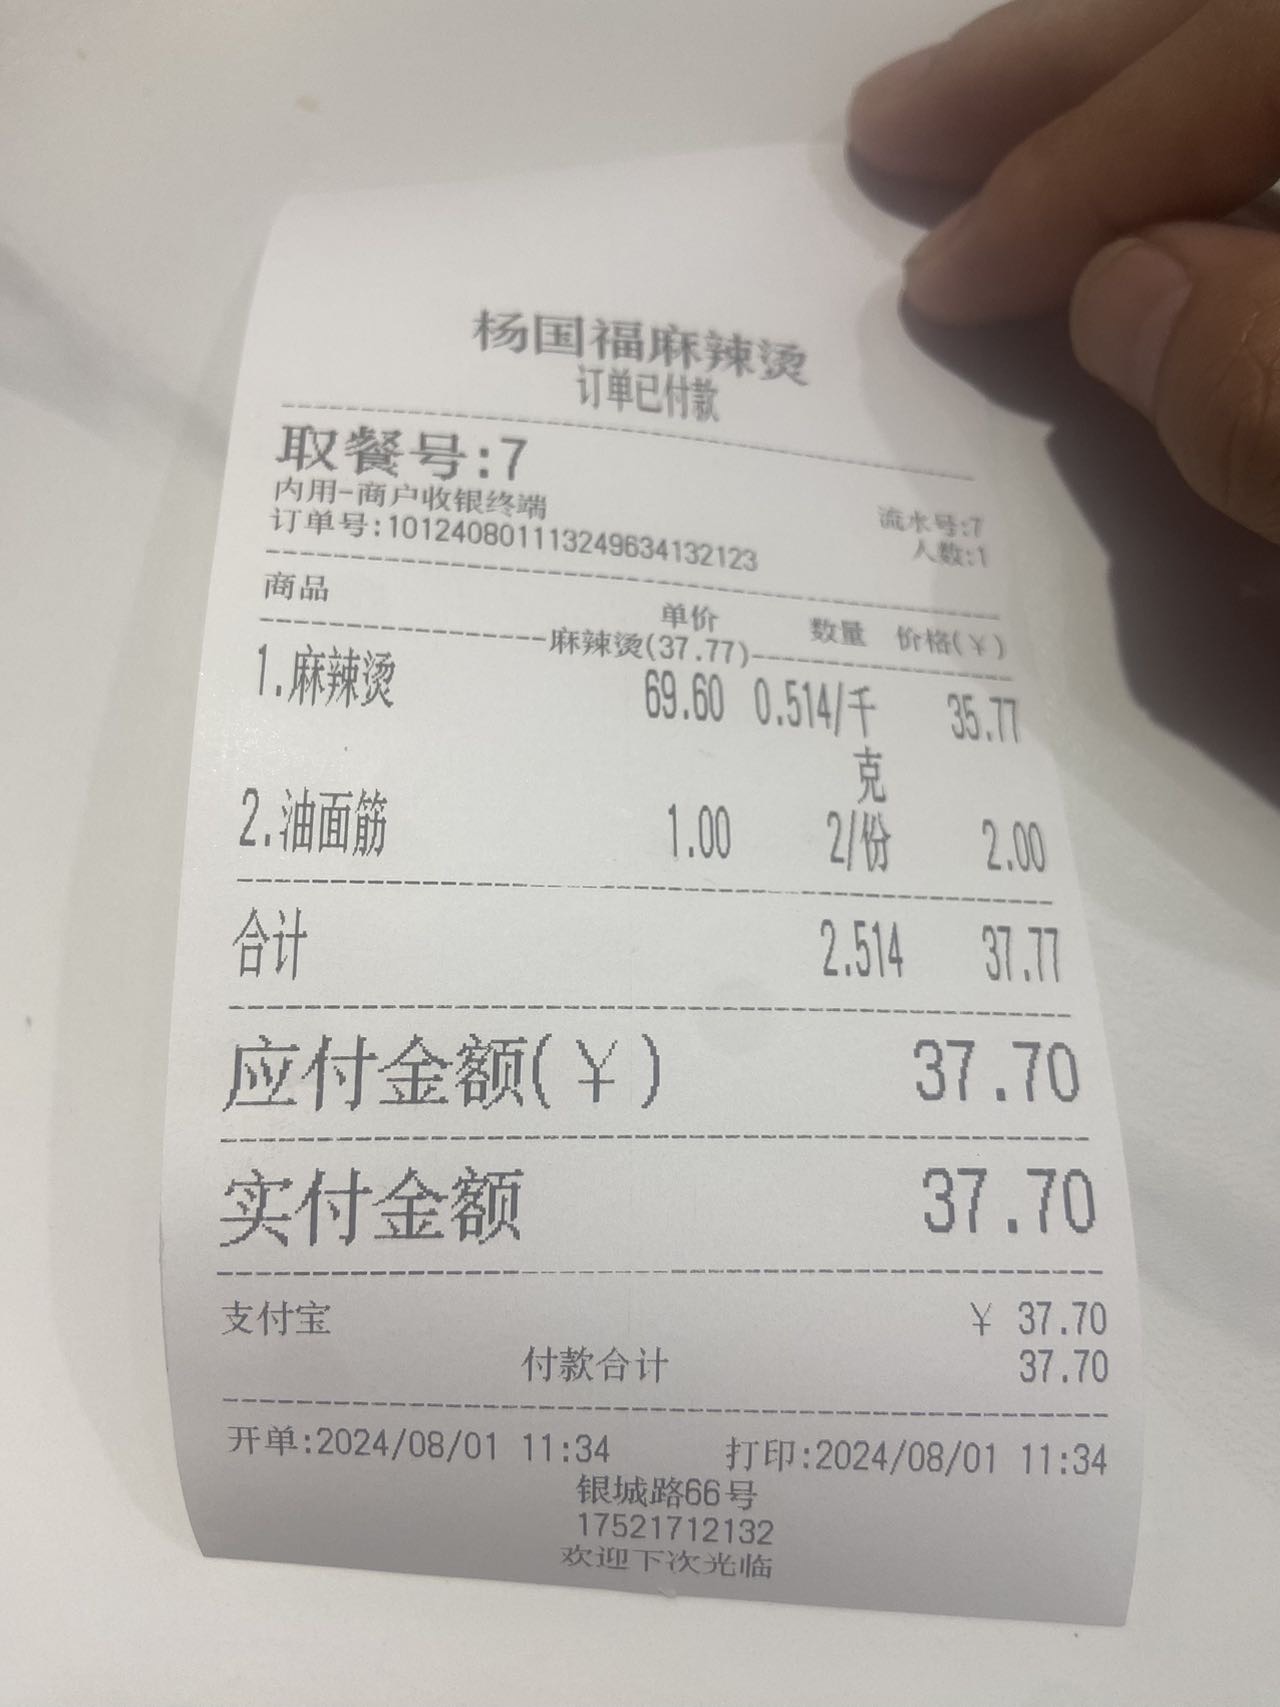 杨国福麻辣烫
订单已付款
取餐号:7
内用-商户收银终端 流水号:7
订单号:101240801113249634132123 人数:1
商品 单价 数量 价格(¥)
麻辣烫(37.77)
1.麻辣烫 69.60 0.514/千克 35.77
2.油面筋 1.00 2/份 2.00
合计 2.514 37.77
应付金额(¥) 37.70
实付金额 37.70
支付宝 ¥ 37.70
付款合计 37.70
开单:2024/08/01 11:34 打印:2024/08/01 11:34
银城路66号
17521712132
欢迎下次光临